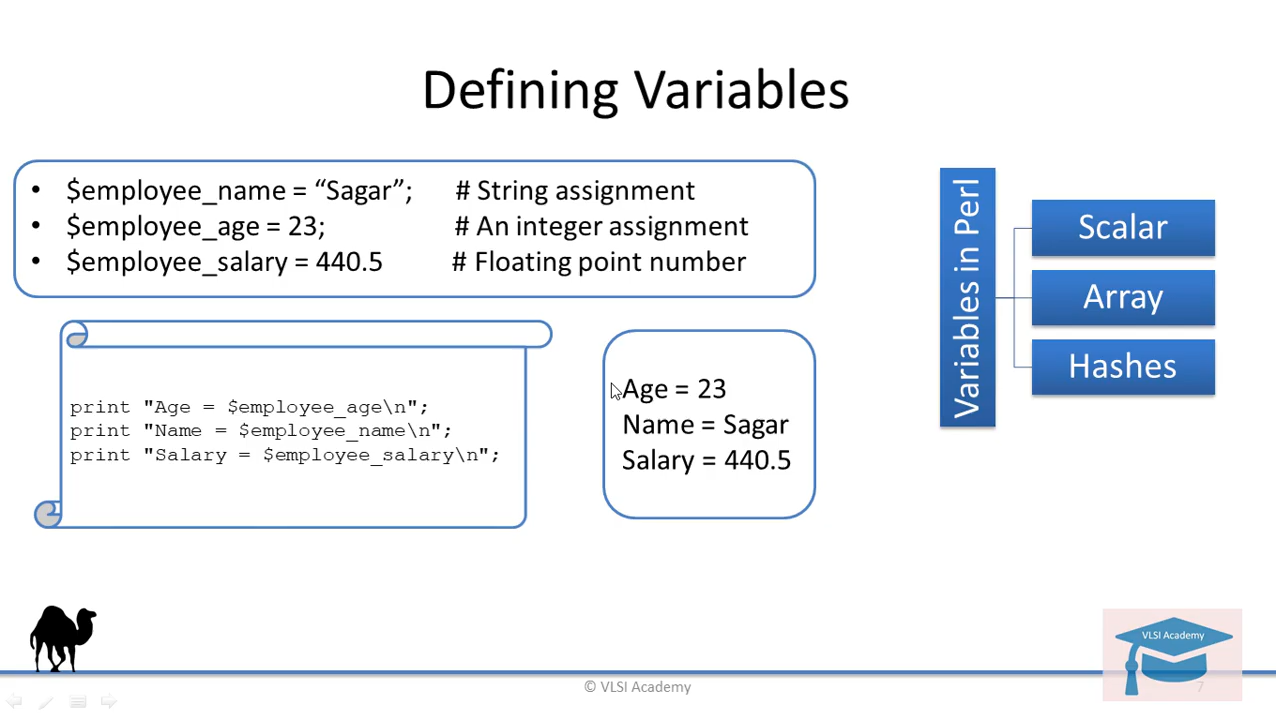 Defining Variables
• $employee_name = “Sagar”; # String assignment
• $employee_age = 23; # An integer assignment
• $employee_salary = 440.5 # Floating point number
print "Age = $employee_age\n";
print "Name = $employee_name\n";
print "Salary = $employee_salary\n";
Age = 23
Name = Sagar
Salary = 440.5
Variables in Perl
Scalar
Array
Hashes
VLSI Academy
© VLSI Academy
7